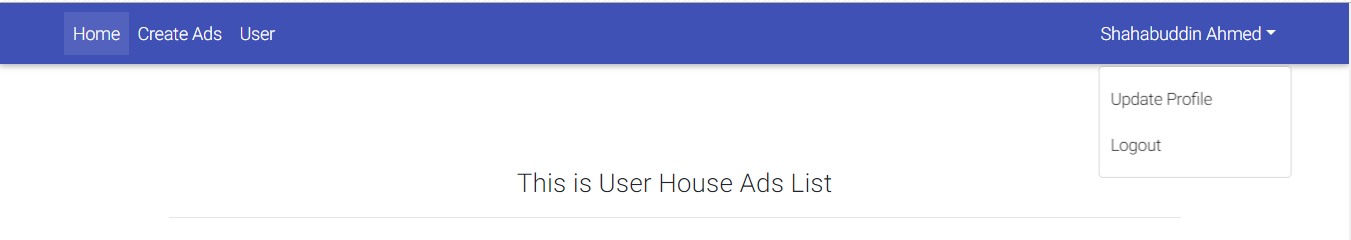 Home Create Ads User Shahabuddin Ahmed
Update Profile
Logout
This is User House Ads List